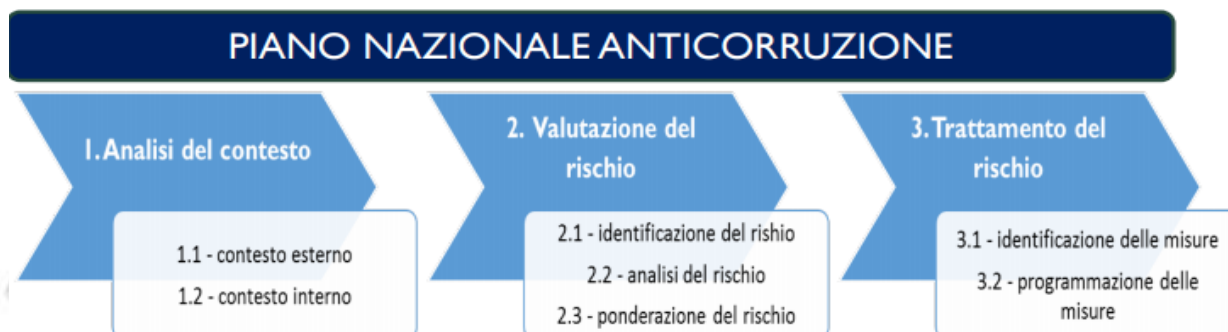 PIANO NAZIONALE ANTICORRUZIONE
1. Analisi del contesto
1.1 - contesto esterno
1.2 - contesto interno
2. Valutazione del
rischio
2.1 - identificazione del rishio
2.2 - analisi del rischio
2.3 - ponderazione del rischio
3. Trattamento del
rischio
3.1 - identificazione delle misure
3.2 - programmazione delle
misure